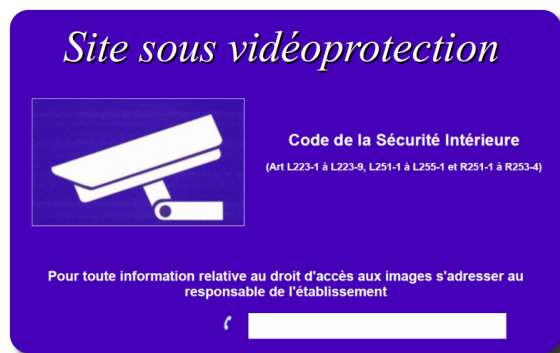 Site sous vidéoprotection
Code de la Sécurité Intérieure
(Art L223-1 à L223-9, L251-1 à L255-1 et R251-1 à R253-4)
Pour toute information relative au droit d'accès aux images s'adresser au
responsable de l'établissement